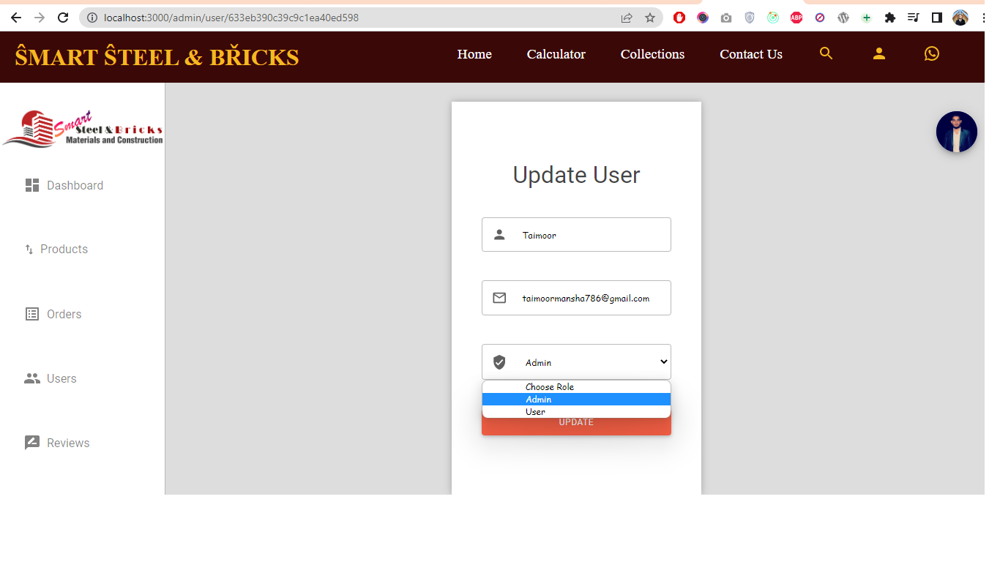 localhost:3000/admin/user/633eb390c39c9c1ea40ed598
ABP
ŜMART ŜTEEL & BŘICKS
Home
Calculator
Collections
Contact Us
Smart
Steel & Bricks
Materials and Construction
Dashboard
Products
Orders
Users
Reviews
Update User
Taimoor
taimoormansha786@gmail.com
Admin
Choose Role
Admin
User
UPDATE